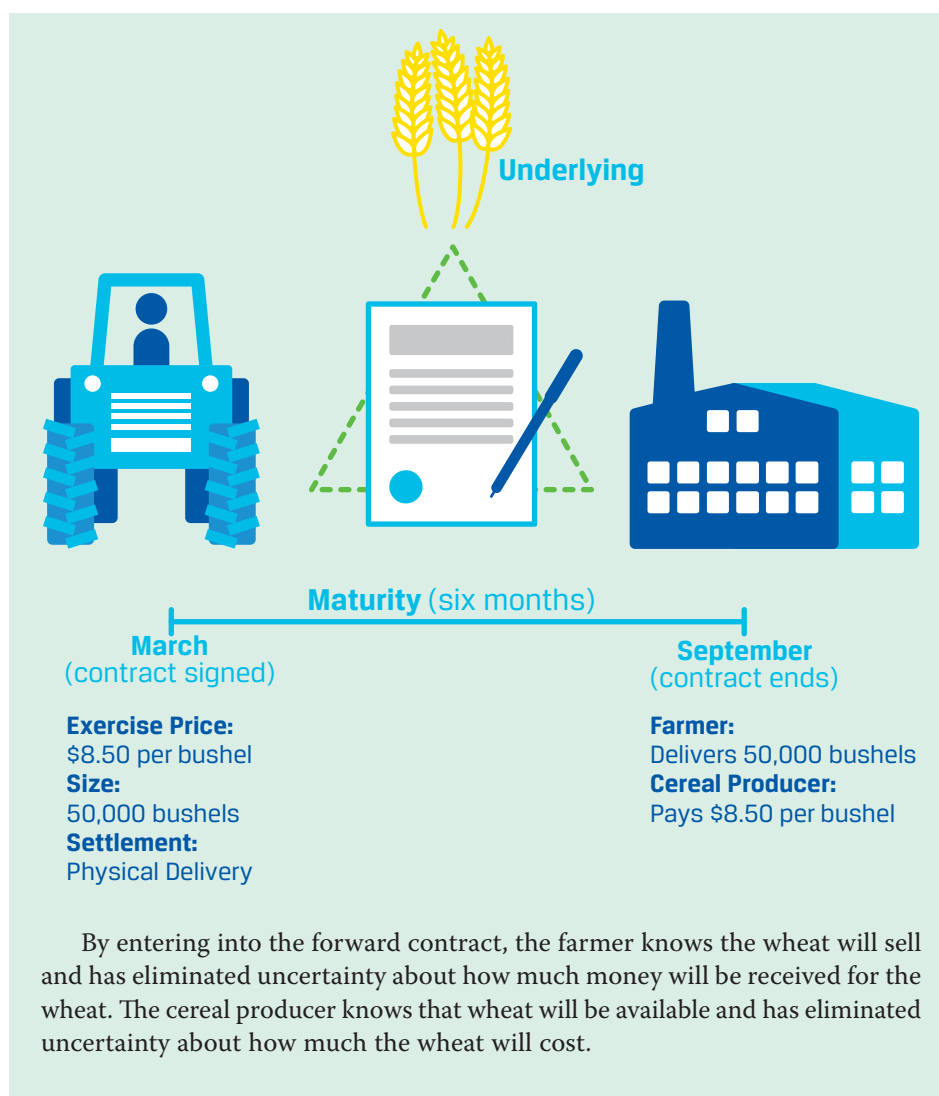 Underlying
Maturity (six months)
March
(contract signed)
September
(contract ends)
Exercise Price:
$8.50 per bushel
Size:
50,000 bushels
Settlement:
Physical Delivery
Farmer:
Delivers 50,000 bushels
Cereal Producer:
Pays $8.50 per bushel
By entering into the forward contract, the farmer knows the wheat will sell
and has eliminated uncertainty about how much money will be received for the
wheat. The cereal producer knows that wheat will be available and has eliminated
uncertainty about how much the wheat will cost.